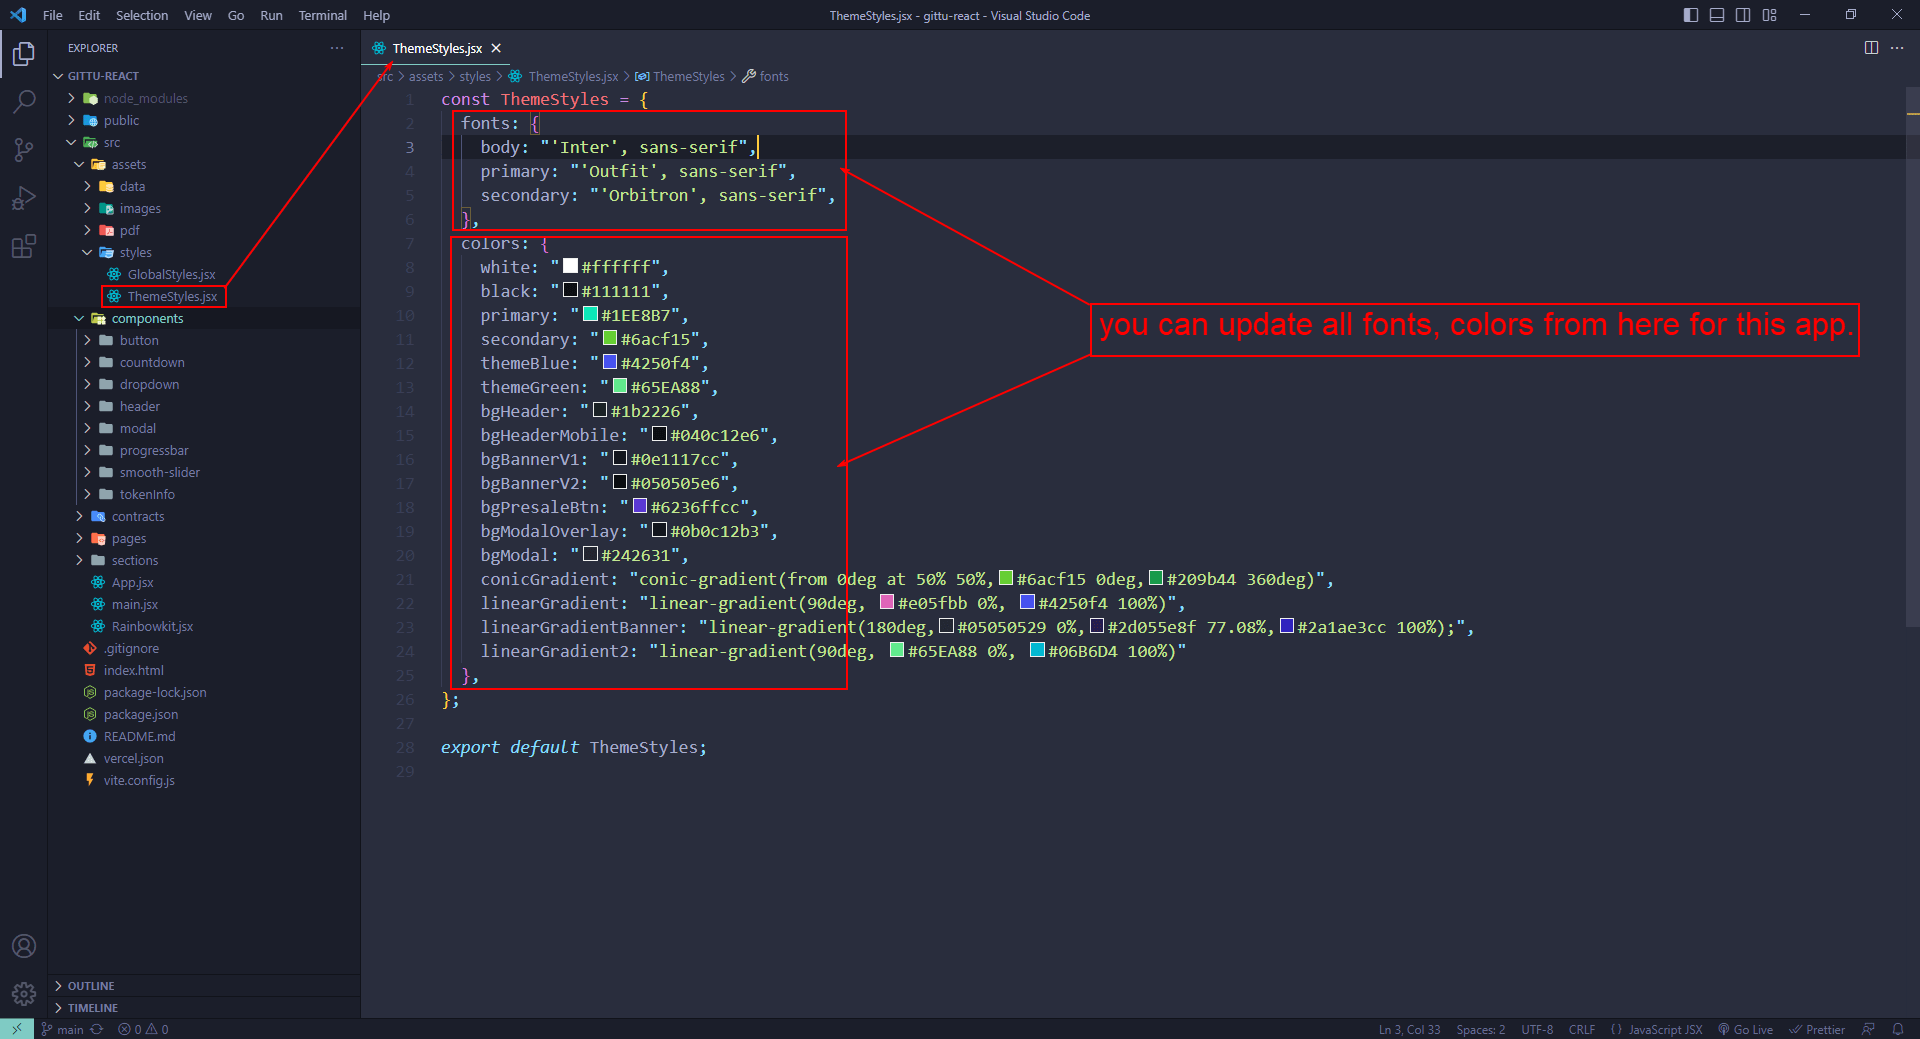 File Edit Selection View Go Run Terminal Help
ThemeStyles.jsx - gittu-react - Visual Studio Code
EXPLORER
GITTU-REACT
node_modules
public
src
assets
data
images
pdf
styles
GlobalStyles.jsx
ThemeStyles.jsx
components
button
countdown
dropdown
header
modal
progressbar
smooth-slider
tokenInfo
contracts
pages
sections
App.jsx
main.jsx
Rainbowkit.jsx
.gitignore
index.html
package-lock.json
package.json
README.md
vercel.json
vite.config.js
OUTLINE
TIMELINE
ThemeStyles.jsx
src > assets > styles > ThemeStyles.jsx > ThemeStyles > fonts
1 const ThemeStyles = {
2 fonts: {
3 body: "'Inter', sans-serif",
4 primary: "'Outfit', sans-serif",
5 secondary: "'Orbitron', sans-serif",
6 },
7 colors: {
8 white: "#ffffff",
9 black: "#111111",
10 primary: "#1EE8B7",
11 secondary: "#6acf15",
12 themeBlue: "#4250f4",
13 themeGreen: "#65EA88",
14 bgHeader: "#1b2226",
15 bgHeaderMobile: "#040c12e6",
16 bgBannerV1: "#0e1117cc",
17 bgBannerV2: "#050505e6",
18 bgPresaleBtn: "#6236ffcc",
19 bgModalOverlay: "#0b0c12b3",
20 bgModal: "#242631",
21 conicGradient: "conic-gradient(from 0deg at 50% 50%,#6acf15 0deg,#209b44 360deg)",
22 linearGradient: "linear-gradient(90deg, #e05fbb 0%, #4250f4 100%)",
23 linearGradientBanner: "linear-gradient(180deg,#05050529 0%,#2d055e8f 77.08%,#2a1ae3cc 100%);",
24 linearGradient2: "linear-gradient(90deg, #65EA88 0%, #06B6D4 100%)"
25 },
26 };
27
28 export default ThemeStyles;
29
you can update all fonts, colors from here for this app.
main 0 0
Ln 3, Col 33 Spaces: 2 UTF-8 CRLF {} JavaScript JSX Go Live Prettier